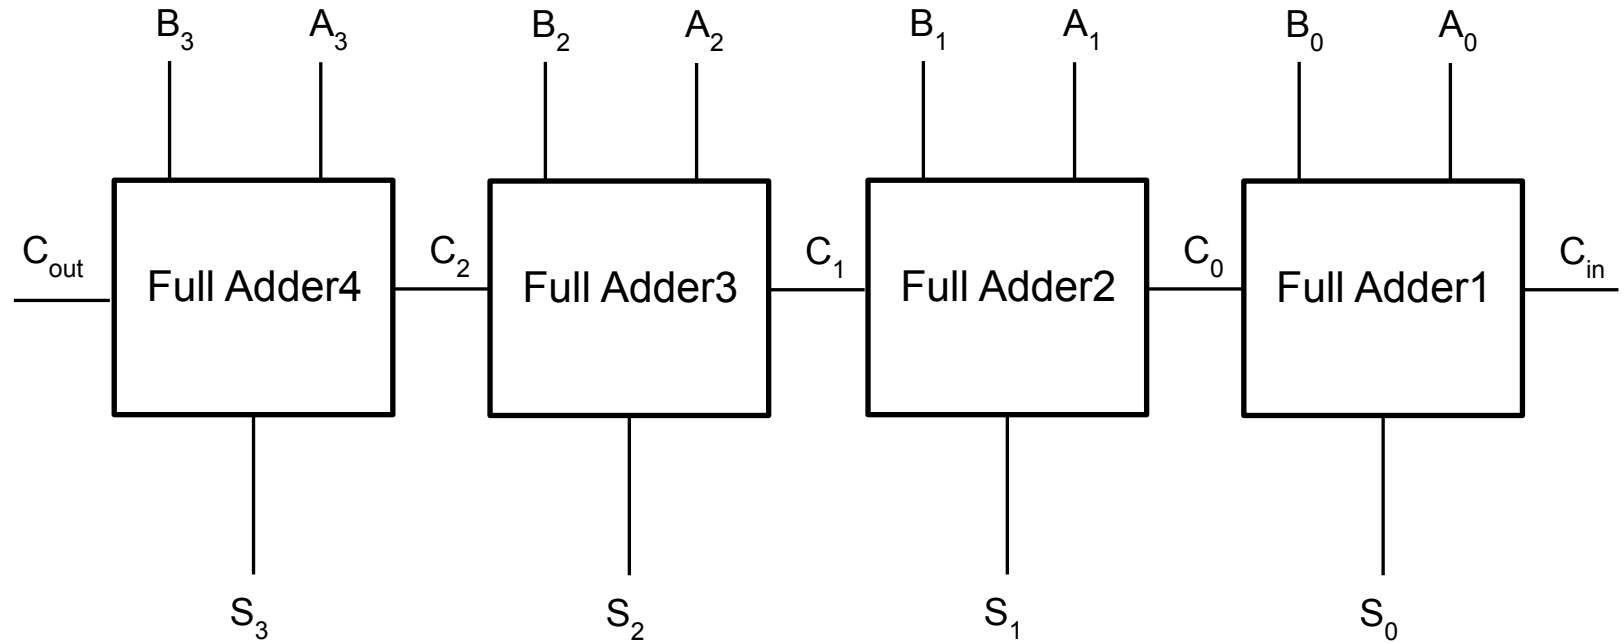 B3 A3 B2 A2 B1 A1 B0 A0
Cout Full Adder4 C2 Full Adder3 C1 Full Adder2 C0 Full Adder1 Cin
S3 S2 S1 S0